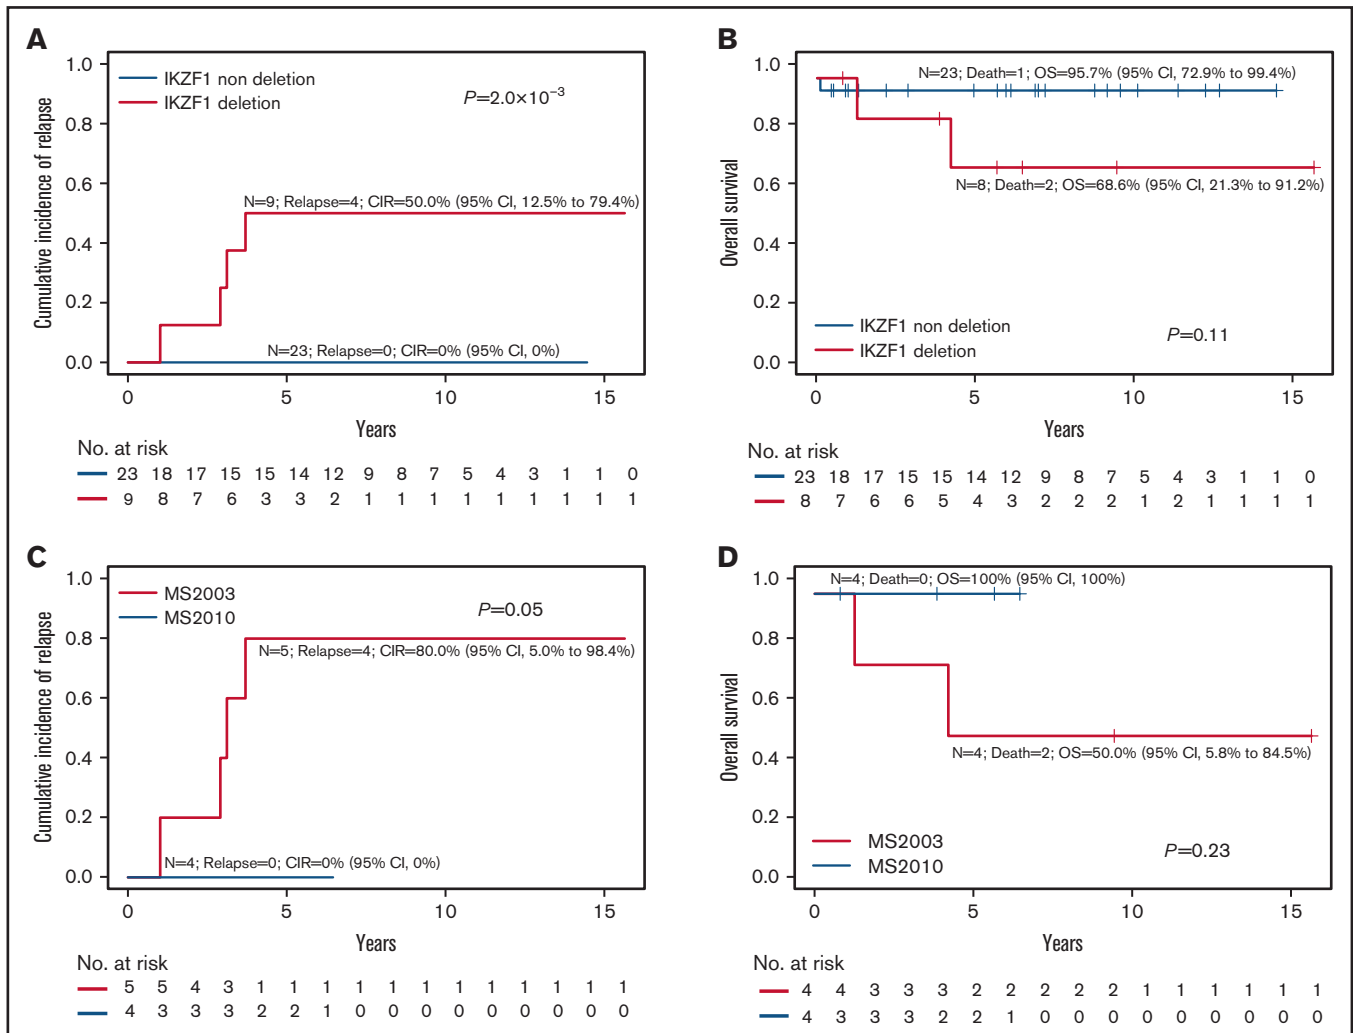 A
1.0
0.8
0.6
0.4
0.2
0.0
Cumulative incidence of relapse
IKZF1 non deletion
IKZF1 deletion
P=2.0×10⁻³
N=9; Relapse=4; CIR=50.0% (95% CI, 12.5% to 79.4%)
N=23; Relapse=0; CIR=0% (95% CI, 0%)
0 5 10 15
Years
No. at risk
23 18 17 15 15 14 12 9 8 7 5 4 3 1 1 0
9 8 7 6 3 3 2 1 1 1 1 1 1 1 1 1
B
1.0
0.8
0.6
0.4
0.2
0.0
Overall survival
N=23; Death=1; OS=95.7% (95% CI, 72.9% to 99.4%)
N=8; Death=2; OS=68.6% (95% CI, 21.3% to 91.2%)
IKZF1 non deletion
IKZF1 deletion
P=0.11
0 5 10 15
Years
No. at risk
23 18 17 15 15 14 12 9 8 7 5 4 3 1 1 0
8 7 6 6 5 4 3 2 2 2 1 2 1 1 1 1
C
1.0
0.8
0.6
0.4
0.2
0.0
Cumulative incidence of relapse
MS2003
MS2010
P=0.05
N=5; Relapse=4; CIR=80.0% (95% CI, 5.0% to 98.4%)
N=4; Relapse=0; CIR=0% (95% CI, 0%)
0 5 10 15
Years
No. at risk
5 5 4 3 1 1 1 1 1 1 1 1 1 1 1 1
4 3 3 3 2 2 1 0 0 0 0 0 0 0 0 0
D
1.0
0.8
0.6
0.4
0.2
0.0
Overall survival
N=4; Death=0; OS=100% (95% CI, 100%)
N=4; Death=2; OS=50.0% (95% CI, 5.8% to 84.5%)
MS2003
MS2010
P=0.23
0 5 10 15
Years
No. at risk
4 4 3 3 3 2 2 2 2 2 1 1 1 1 1 1
4 3 3 3 2 2 1 0 0 0 0 0 0 0 0 0